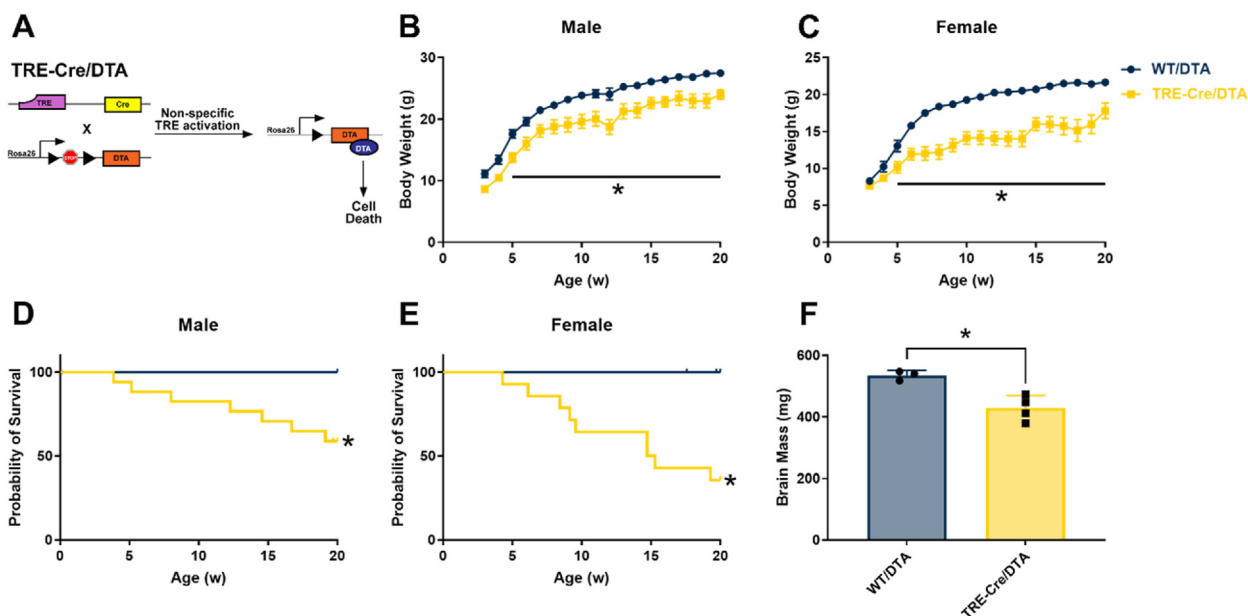 A
TRE-Cre/DTA
TRE
Cre
X
Rosa26
STOP
DTA
Non-specific
TRE activation
Rosa26
DTA
DTA
Cell
Death
B
Male
Body Weight (g)
30
20
10
0
0 5 10 15 20
Age (w)
*
C
Female
Body Weight (g)
25
20
15
10
5
0
0 5 10 15 20
Age (w)
*
WT/DTA
TRE-Cre/DTA
D
Male
Probability of Survival
100
50
0
0 5 10 15 20
Age (w)
*
E
Female
Probability of Survival
100
50
0
0 5 10 15 20
Age (w)
*
F
Brain Mass (mg)
600
400
200
0
*
WT/DTA
TRE-Cre/DTA